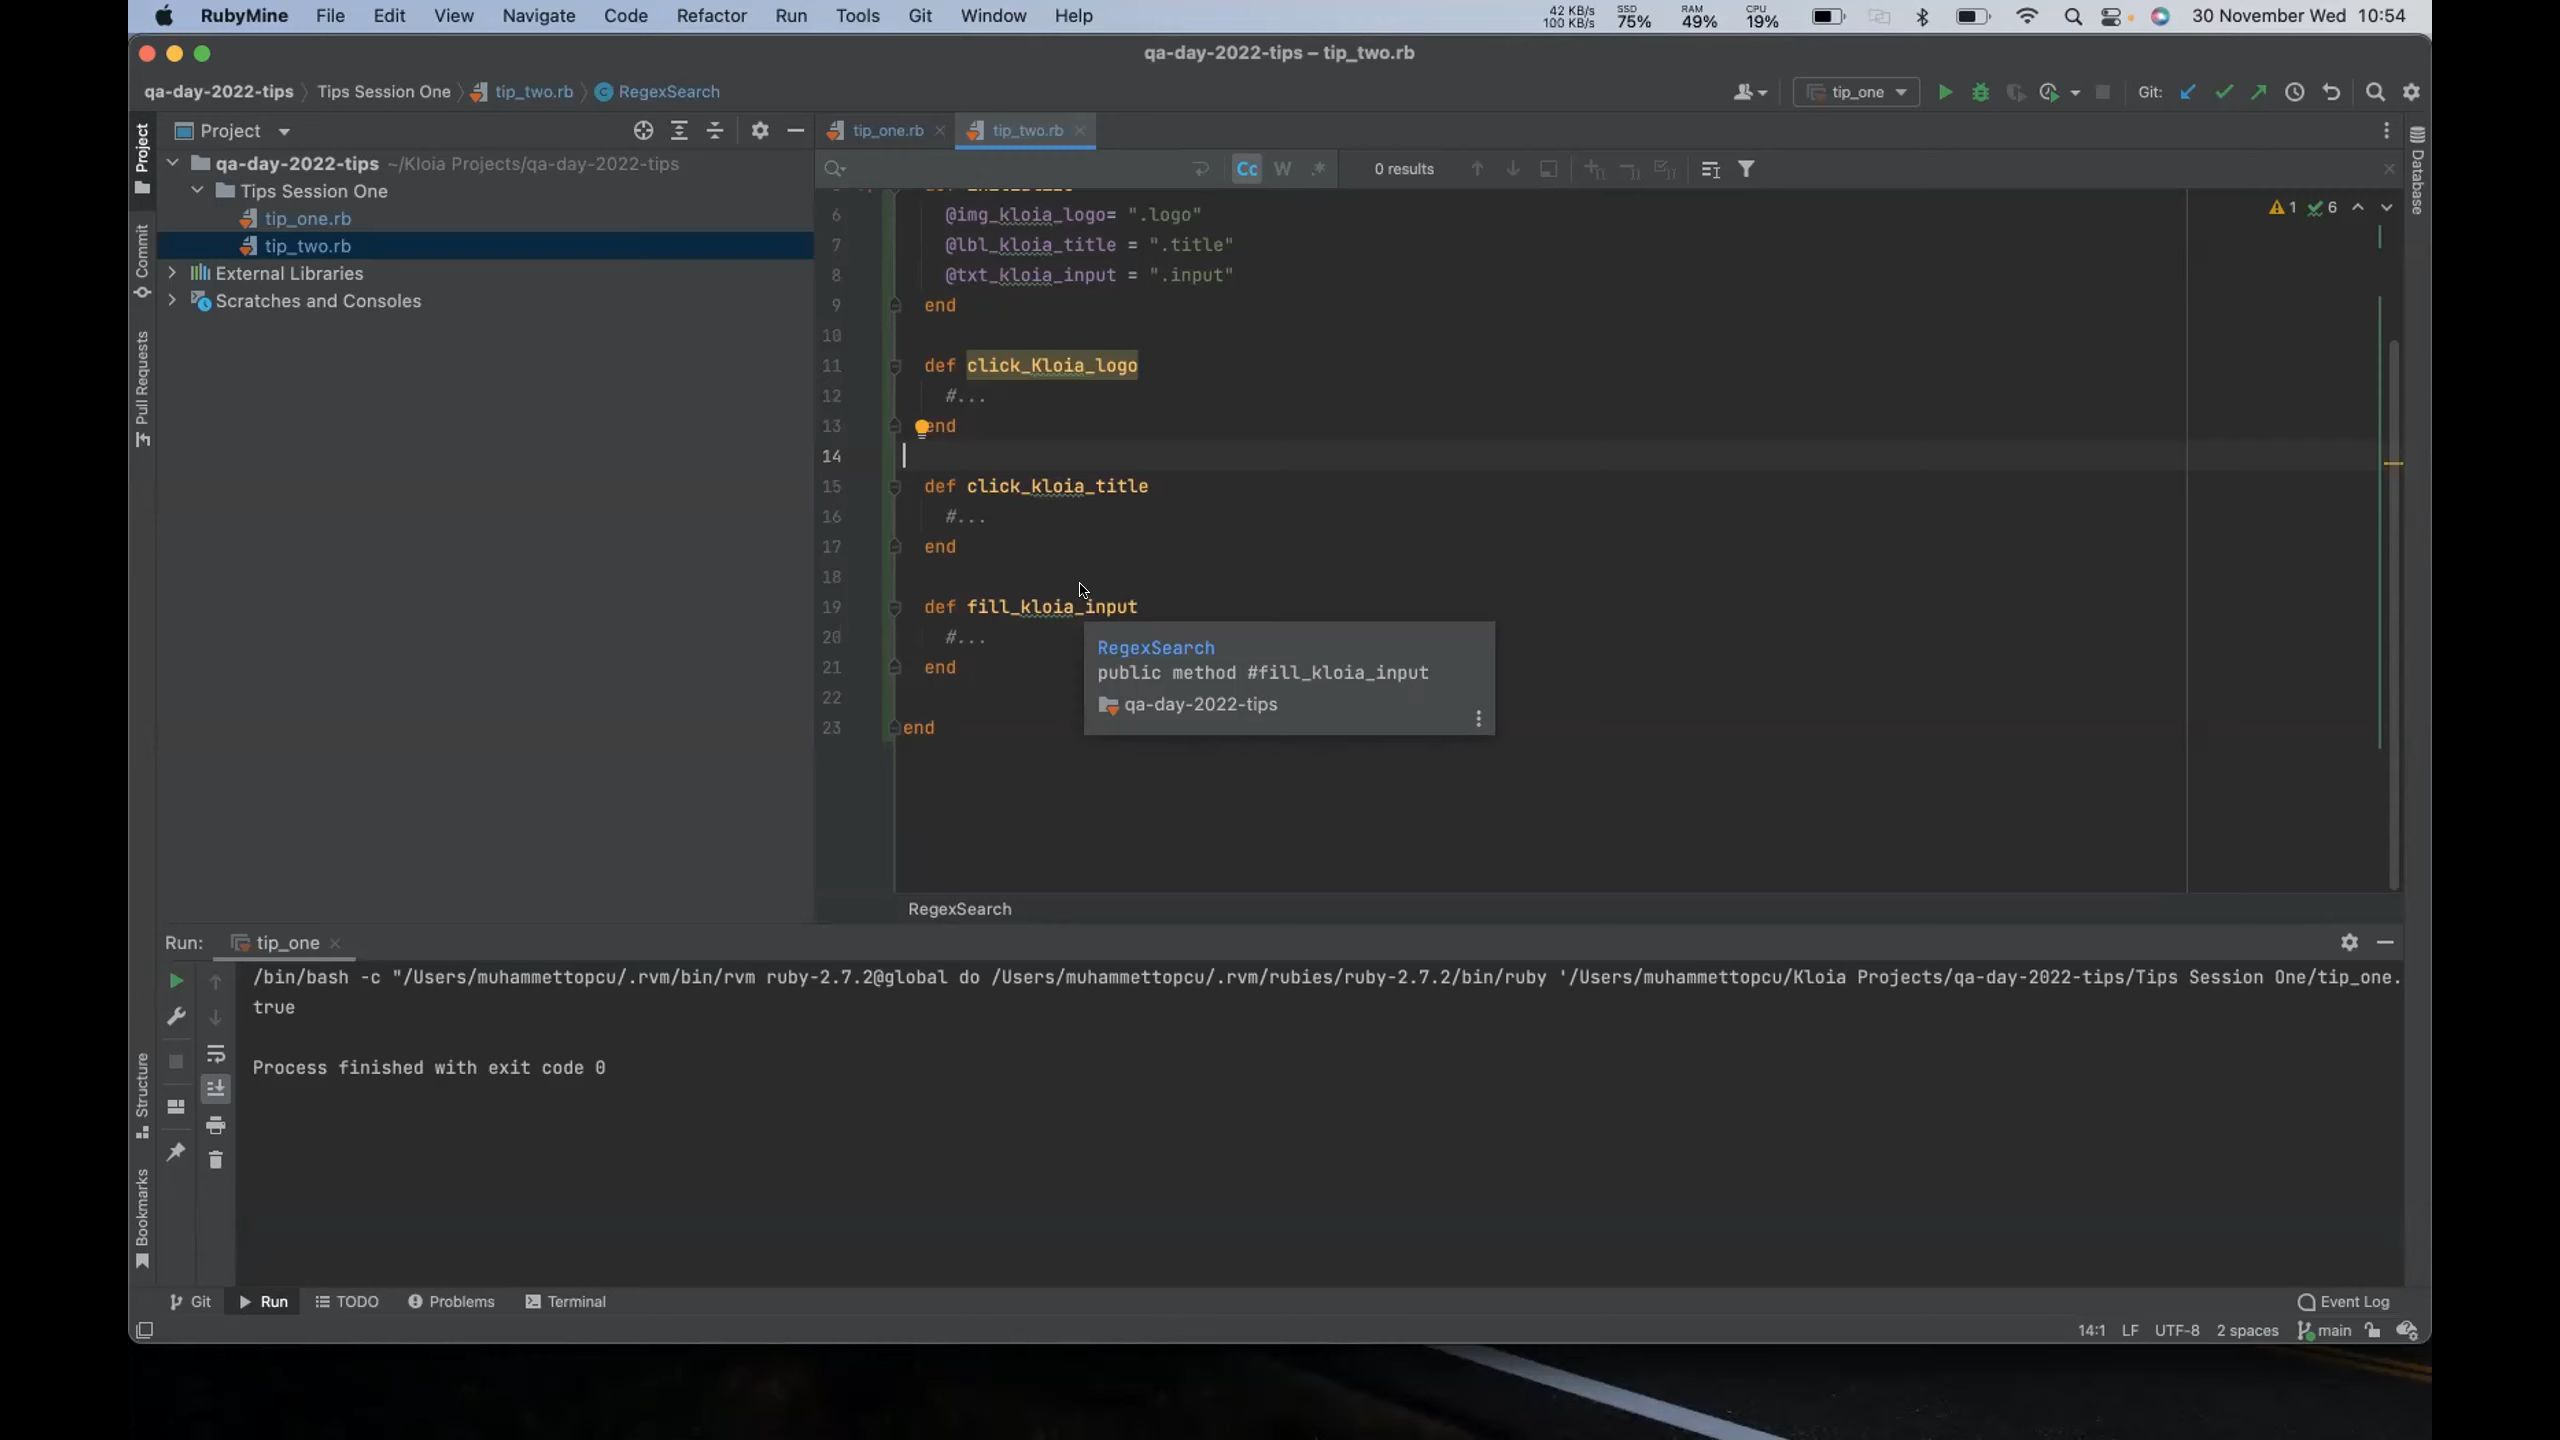 RubyMine File Edit View Navigate Code Refactor Run Tools Git Window Help 42 KB/s 100 KB/s SSD 75% RAM 49% CPU 19% 30 November Wed 10:54
qa-day-2022-tips – tip_two.rb
qa-day-2022-tips Tips Session One tip_two.rb RegexSearch tip_one Git:
Project
tip_one.rb tip_two.rb
qa-day-2022-tips ~/Kloia Projects/qa-day-2022-tips
Tips Session One
tip_one.rb
tip_two.rb
External Libraries
Scratches and Consoles
Project
Commit
Pull Requests
Structure
Bookmarks
Database
Cc W .* 0 results
1 6
6 @img_kloia_logo= ".logo"
7 @lbl_kloia_title = ".title"
8 @txt_kloia_input = ".input"
9 end
10
11 def click_Kloia_logo
12 #...
13 end
14
15 def click_kloia_title
16 #...
17 end
18
19 def fill_kloia_input
20 #...
21 end
22
23 end
RegexSearch
public method #fill_kloia_input
qa-day-2022-tips
RegexSearch
Run: tip_one
/bin/bash -c "/Users/muhammettopcu/.rvm/bin/rvm ruby-2.7.2@global do /Users/muhammettopcu/.rvm/rubies/ruby-2.7.2/bin/ruby '/Users/muhammettopcu/Kloia Projects/qa-day-2022-tips/Tips Session One/tip_one.
true
Process finished with exit code 0
Git Run TODO Problems Terminal Event Log
14:1 LF UTF-8 2 spaces main